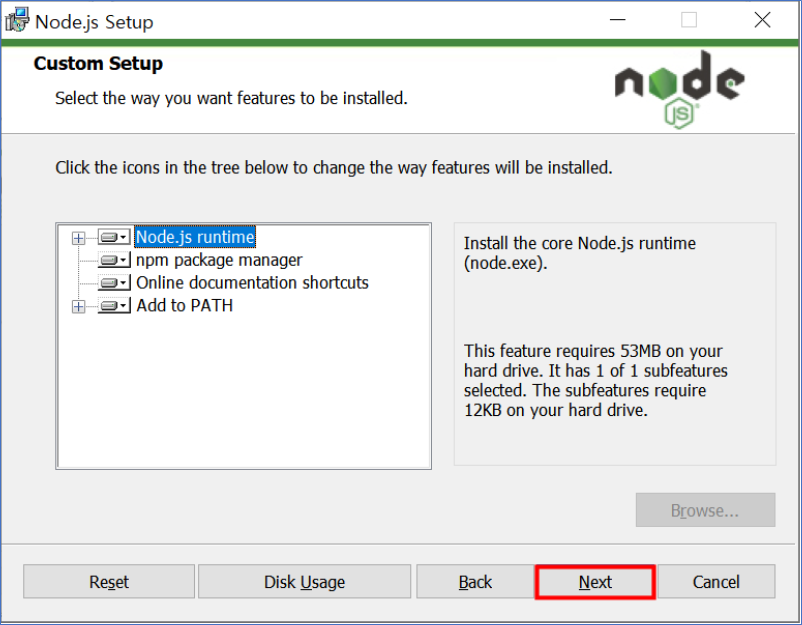 Node.js Setup
Custom Setup
Select the way you want features to be installed.
node
JS®
Click the icons in the tree below to change the way features will be installed.
Node.js runtime
npm package manager
Online documentation shortcuts
Add to PATH
Install the core Node.js runtime
(node.exe).
This feature requires 53MB on your
hard drive. It has 1 of 1 subfeatures
selected. The subfeatures require
12KB on your hard drive.
Browse...
Reset
Disk Usage
Back
Next
Cancel